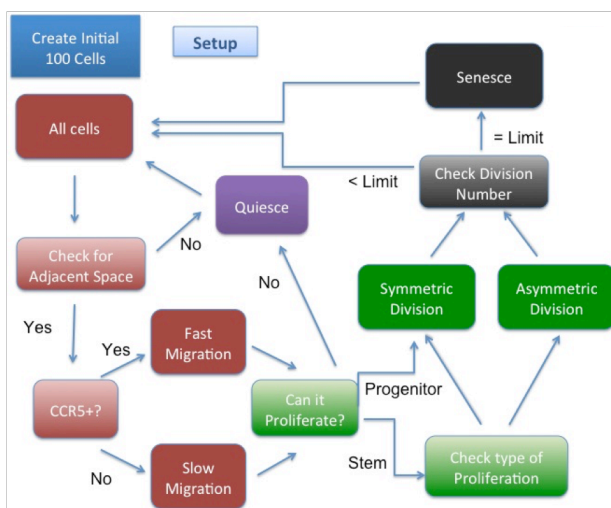 Create Initial
100 Cells
Setup
Senesce
All cells
= Limit
< Limit
Check Division
Number
Quiesce
No
Check for
Adjacent Space
No
Symmetric
Division
Asymmetric
Division
Yes
Yes
Fast
Migration
Progenitor
CCR5+?
Can it
Proliferate?
No
Slow
Migration
Stem
Check type of
Proliferation